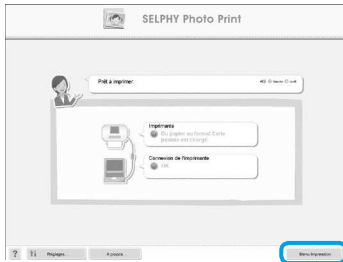 SELPHY Photo Print
Prêt à imprimer.
Imprimante
Du papier au format Carte
postale est chargé.
Connexion de l'imprimante
OK
?
Réglages...
A propos...
Menu Impression